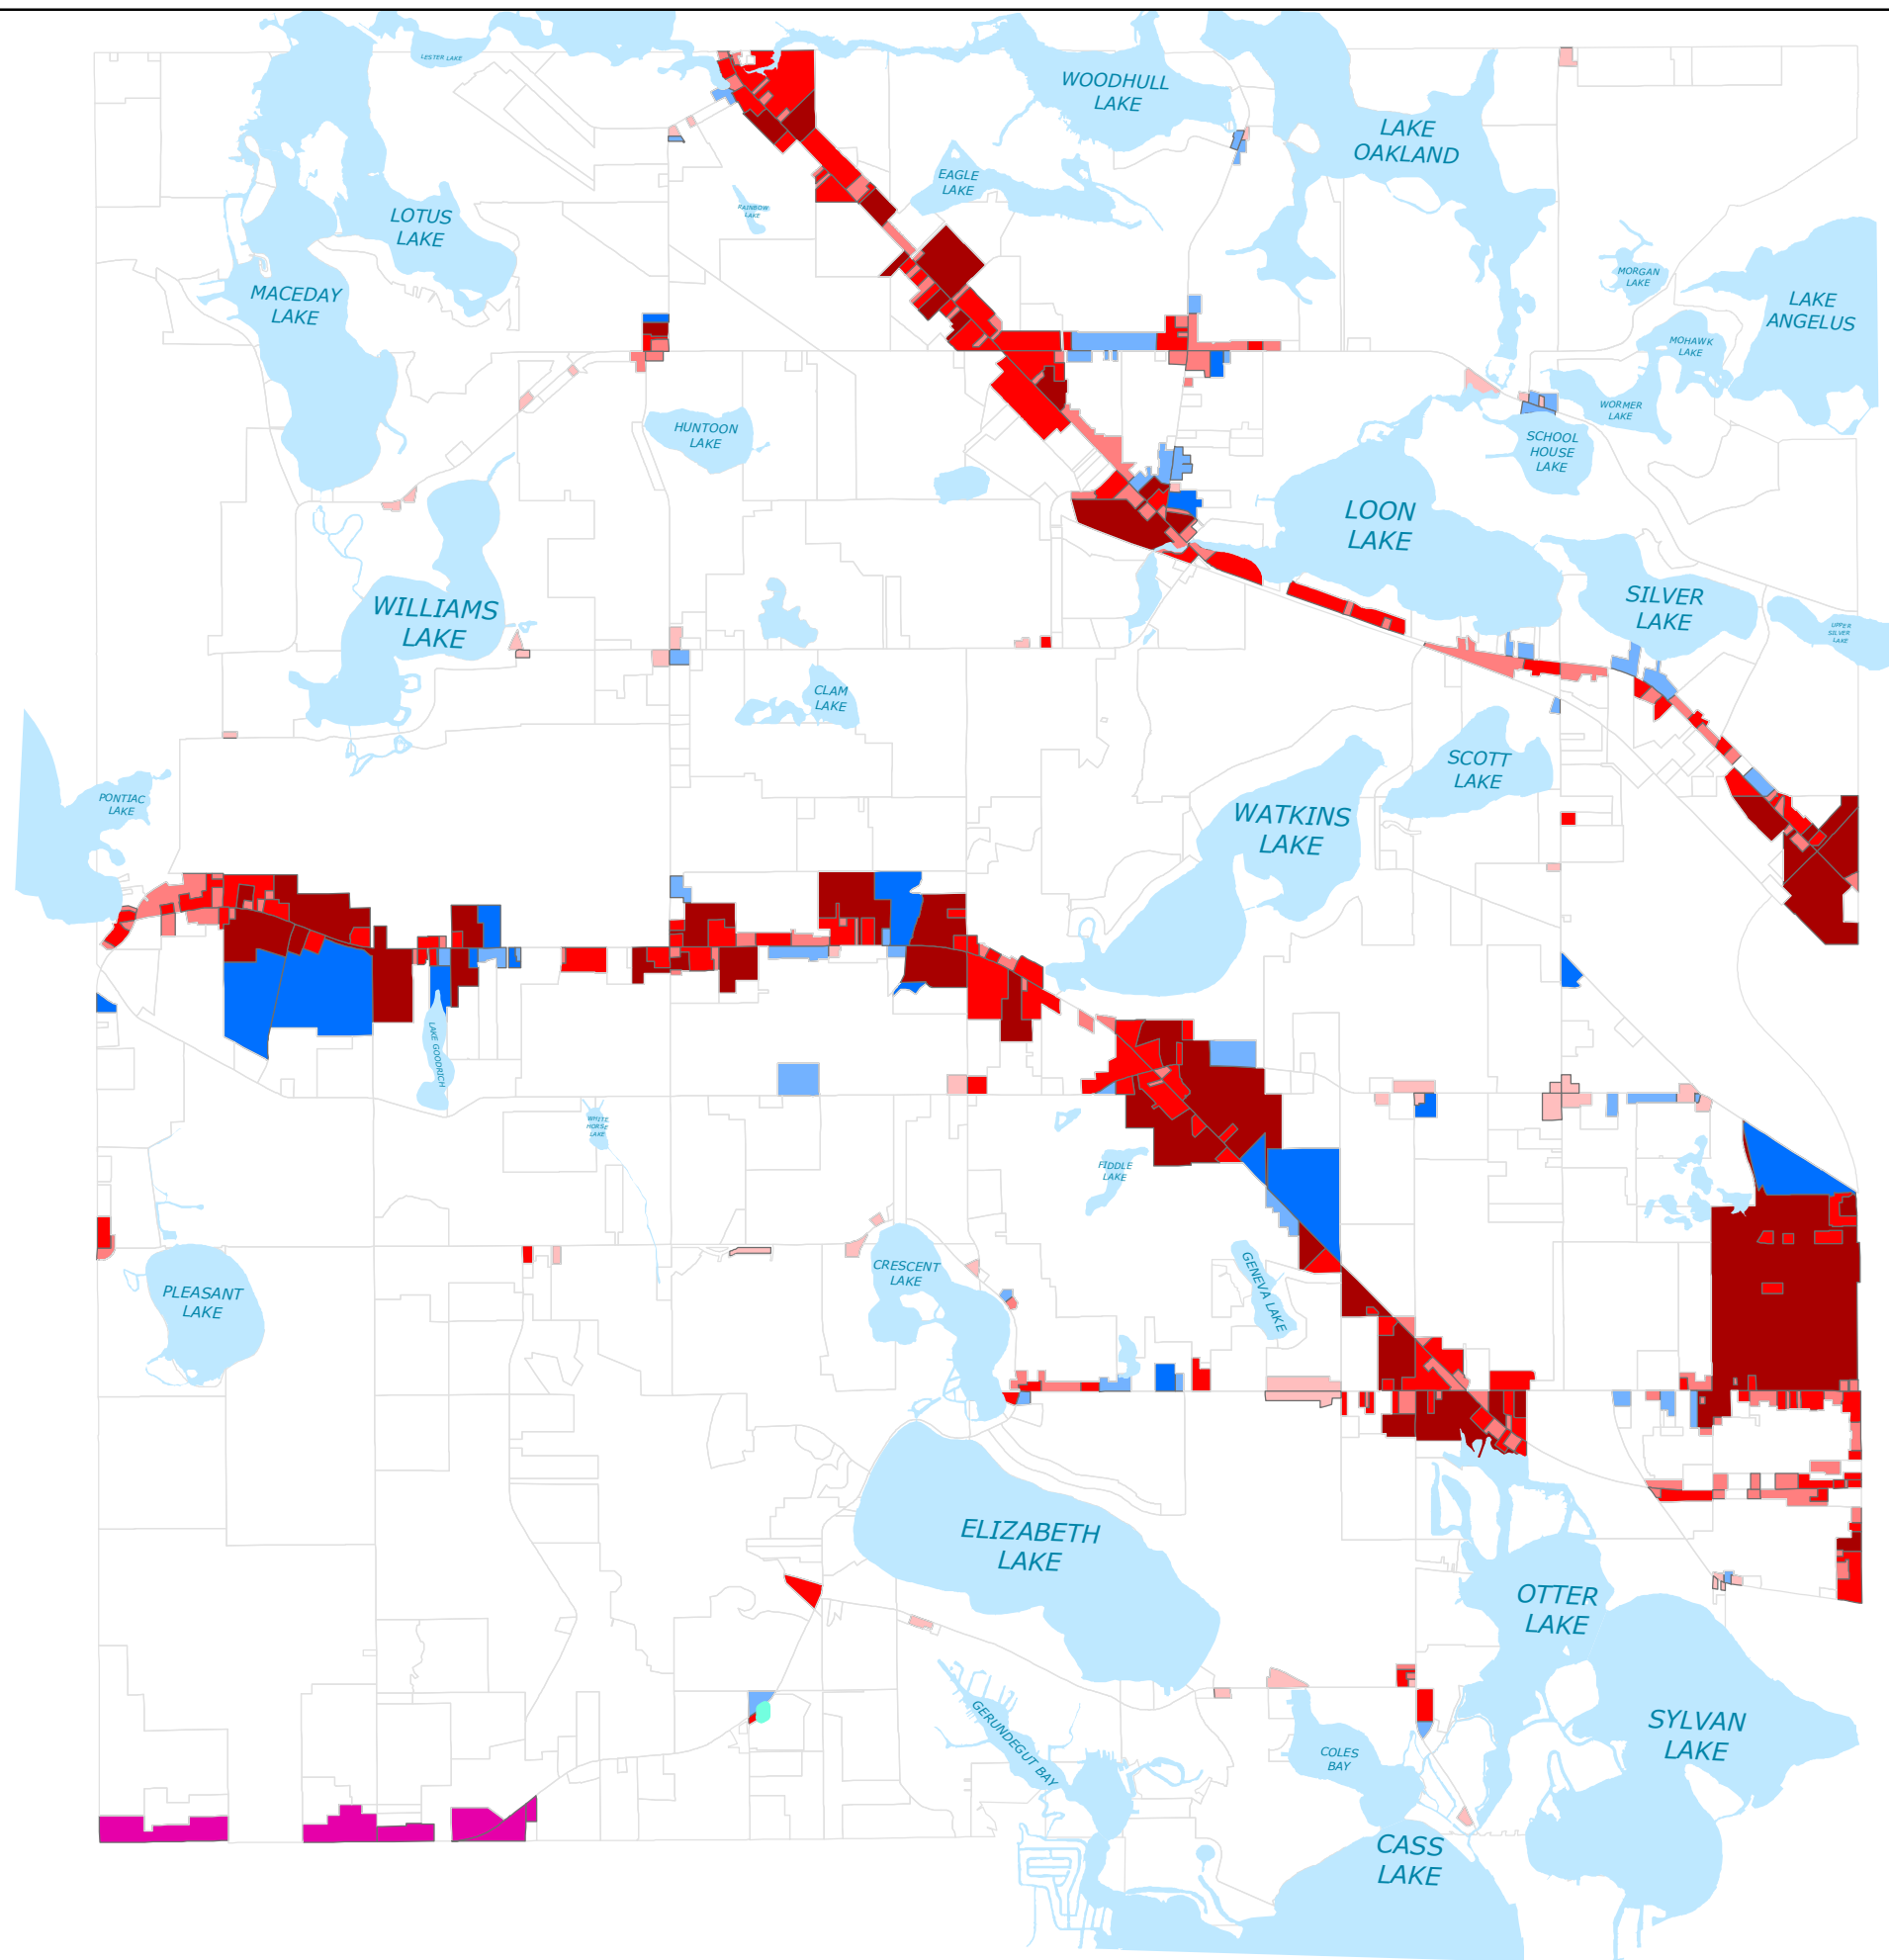 LESTER LAKE
WOODHULL
LAKE
LAKE
OAKLAND
EAGLE
LAKE
RAINBOW
LAKE
LOTUS
LAKE
MACEDAY
LAKE
MORGAN
LAKE
LAKE
ANGELUS
MOHAWK
LAKE
WORMER
LAKE
HUNTOON
LAKE
SCHOOL
HOUSE
LAKE
LOON
LAKE
WILLIAMS
LAKE
SILVER
LAKE
UPPER
SILVER
LAKE
CLAM
LAKE
SCOTT
LAKE
PONTIAC
LAKE
WATKINS
LAKE
LAKE GOODRICH
WHITE
HORSE
LAKE
FIDDLE
LAKE
CRESCENT
LAKE
GENEVA LAKE
PLEASANT
LAKE
ELIZABETH
LAKE
OTTER
LAKE
GERUNDEGUT BAY
COLES
BAY
SYLVAN
LAKE
CASS
LAKE